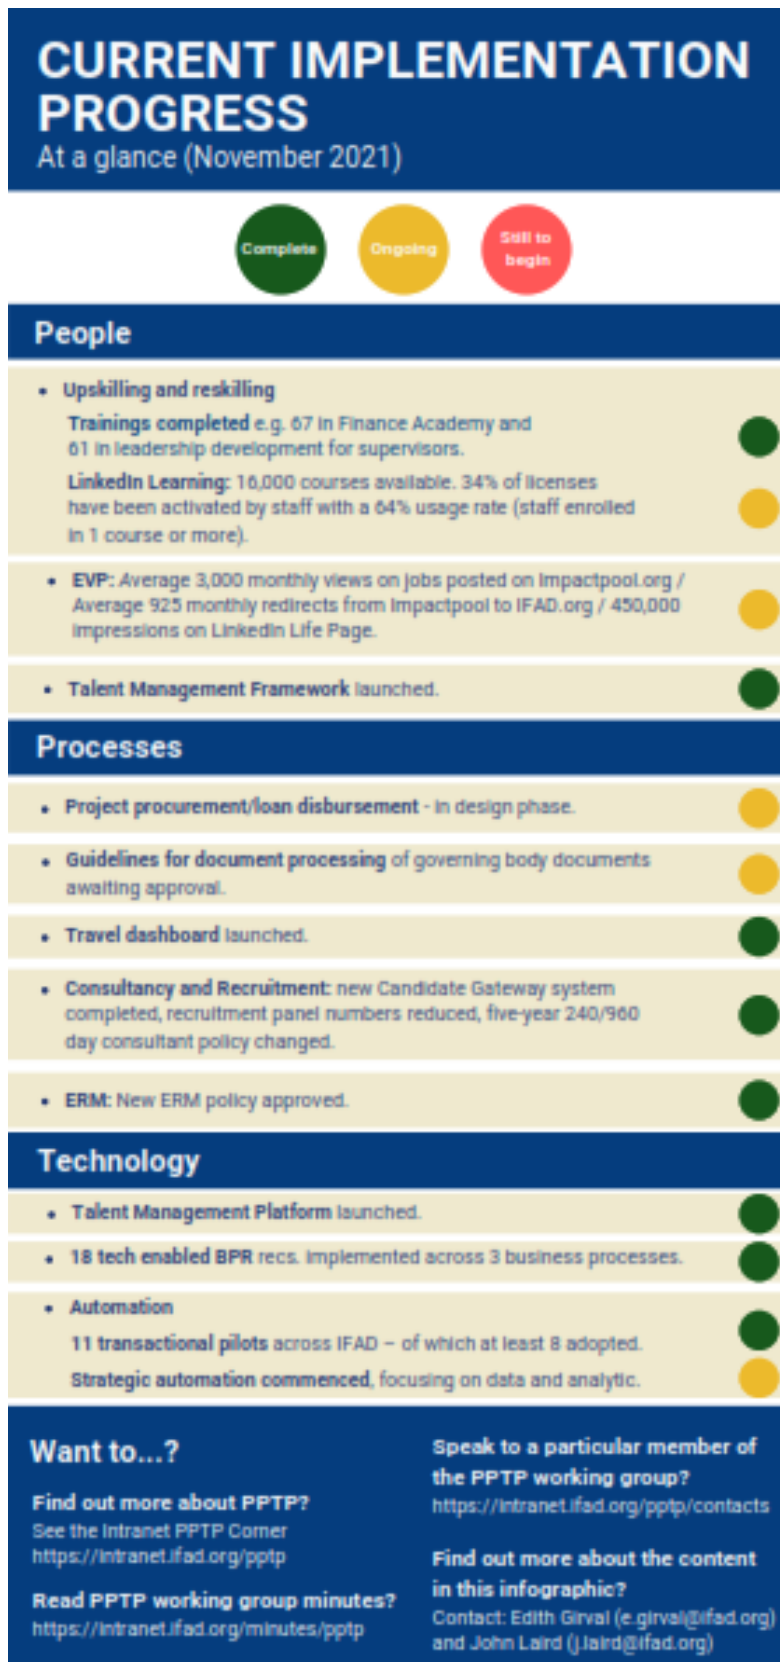 CURRENT IMPLEMENTATION
PROGRESS
At a glance (November 2021)
Complete
Ongoing
Still to
begin
People
• Upskilling and reskilling
Trainings completed e.g. 67 in Finance Academy and
61 in leadership development for supervisors.
LinkedIn Learning: 16,000 courses available. 34% of licenses
have been activated by staff with a 64% usage rate (staff enrolled
in 1 course or more).
• EVP: Average 3,000 monthly views on jobs posted on Impactpool.org /
Average 925 monthly redirects from Impactpool to IFAD.org / 450,000
impressions on LinkedIn Life Page.
• Talent Management Framework launched.
Processes
• Project procurement/loan disbursement - in design phase.
• Guidelines for document processing of governing body documents
awaiting approval.
• Travel dashboard launched.
• Consultancy and Recruitment: new Candidate Gateway system
completed, recruitment panel numbers reduced, five-year 240/960
day consultant policy changed.
• ERM: New ERM policy approved.
Technology
• Talent Management Platform launched.
• 18 tech enabled BPR recs. implemented across 3 business processes.
• Automation
11 transactional pilots across IFAD – of which at least 8 adopted.
Strategic automation commenced, focusing on data and analytic.
Want to...?
Find out more about PPTP?
See the Intranet PPTP Corner
https://intranet.ifad.org/pptp
Read PPTP working group minutes?
https://intranet.ifad.org/minutes/pptp
Speak to a particular member of
the PPTP working group?
https://intranet.ifad.org/pptp/contacts
Find out more about the content
in this infographic?
Contact: Edith Girval (e.girval@ifad.org)
and John Laird (j.laird@ifad.org)